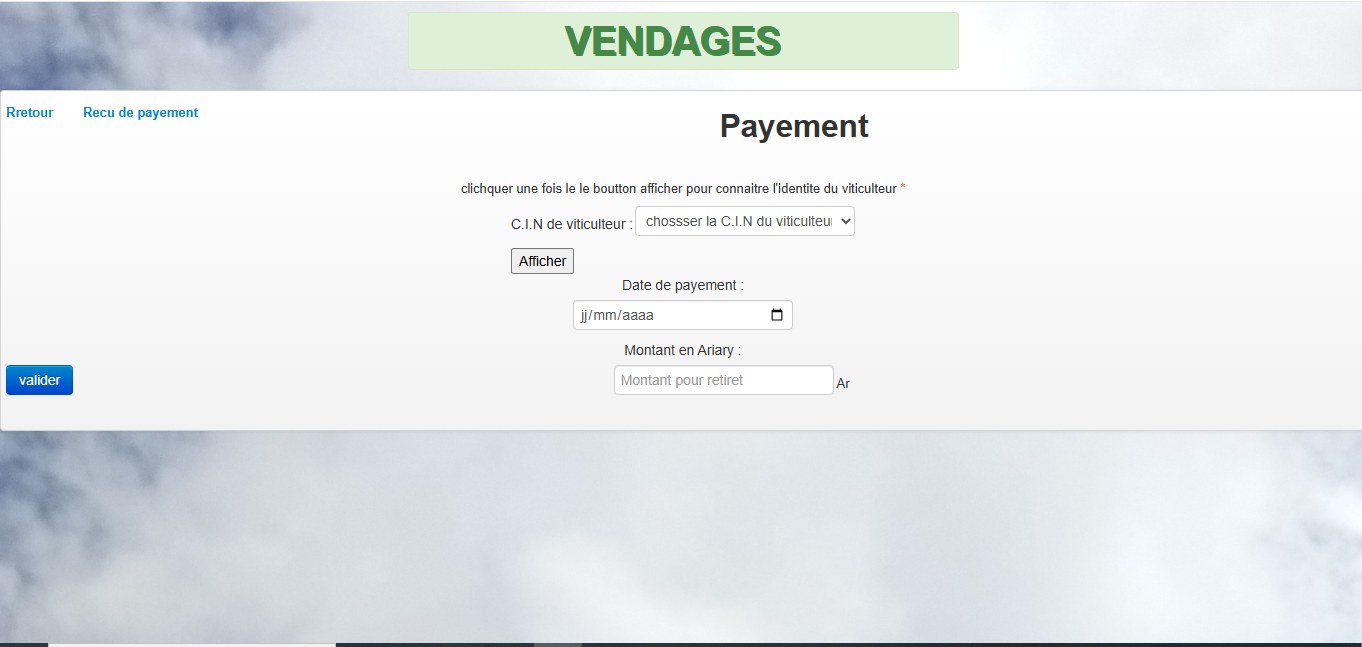 VENDAGES
Rretour Recu de payement
Payement
clichquer une fois le le boutton afficher pour connaitre l'identite du viticulteur *
C.I.N de viticulteur : chossser la C.I.N du viticulteu
Afficher
Date de payement :
jj/mm/aaaa
Montant en Ariary :
valider Montant pour retiret Ar